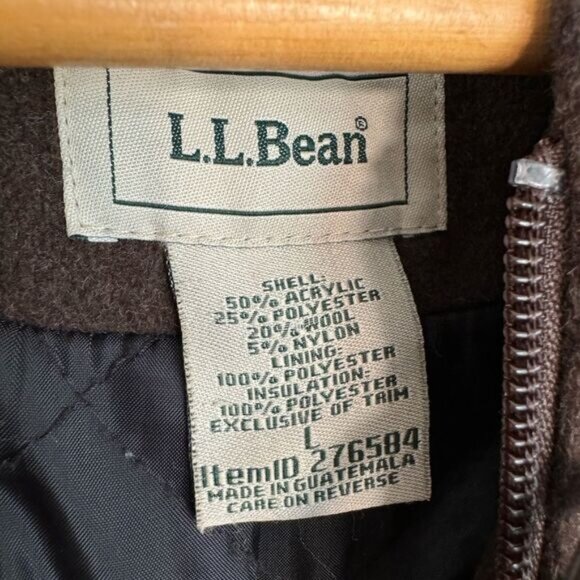 L.L.Bean®
SHELL:
50% ACRYLIC
25% POLYESTER
20% WOOL
5% NYLON
LINING:
100% POLYESTER
INSULATION:
100% POLYESTER
EXCLUSIVE OF TRIM
L
ItemID 276584
MADE IN GUATEMALA
CARE ON REVERSE